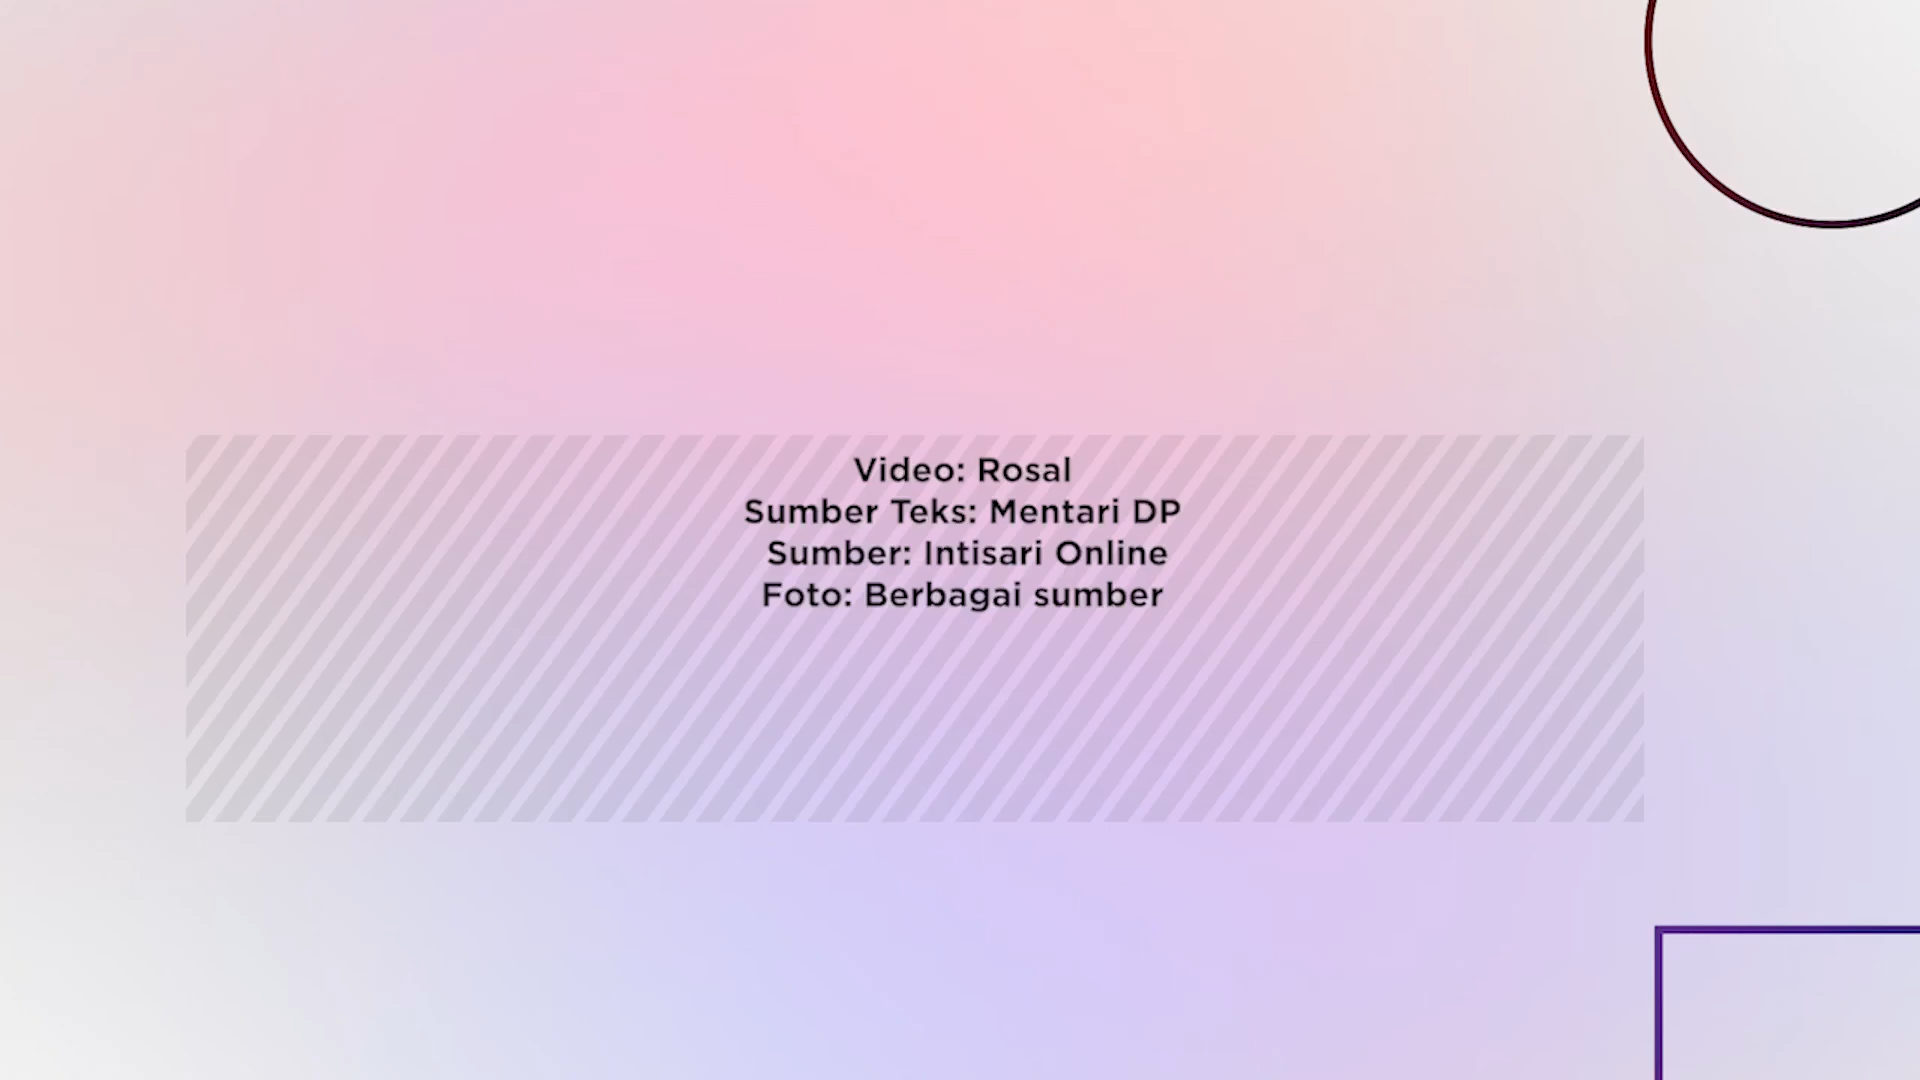 Video: Rosal
Sumber Teks: Mentari DP
Sumber: Intisari Online
Foto: Berbagai sumber